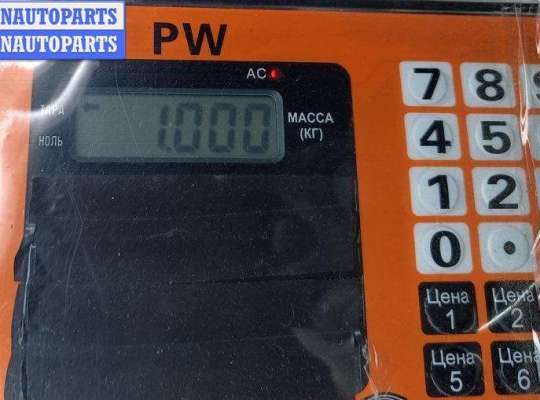 NAUTOPARTS
NAUTOPARTS
PW
AC
ТАРА
НОЛЬ
1.000
МАССА
(КГ)
7 8 9
4 5
1 2
0 •
Цена 1
Цена 2
Цена 5
Цена 6